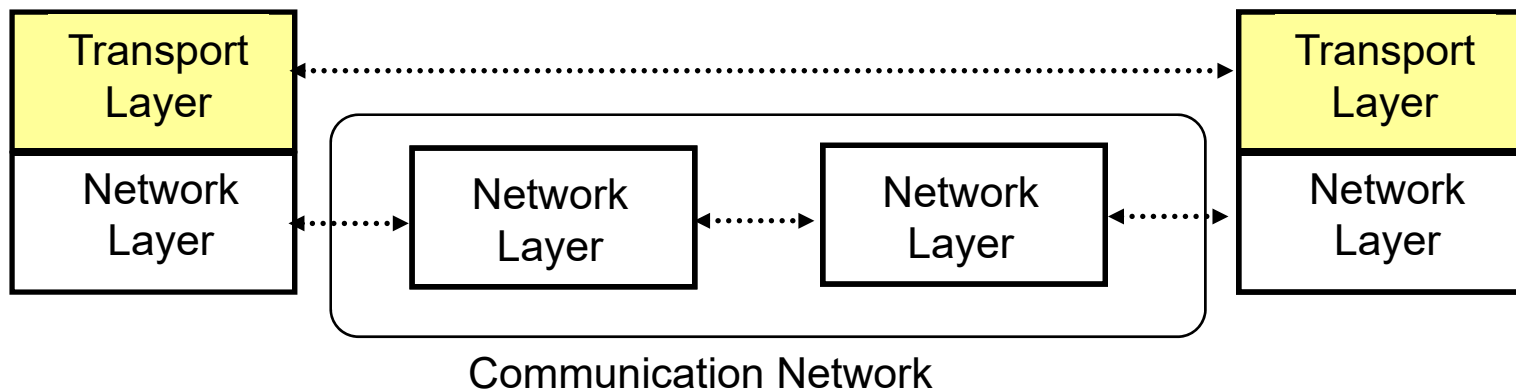 Transport
Layer
Transport
Layer
Network
Layer
Network
Layer
Network
Layer
Network
Layer
Communication Network